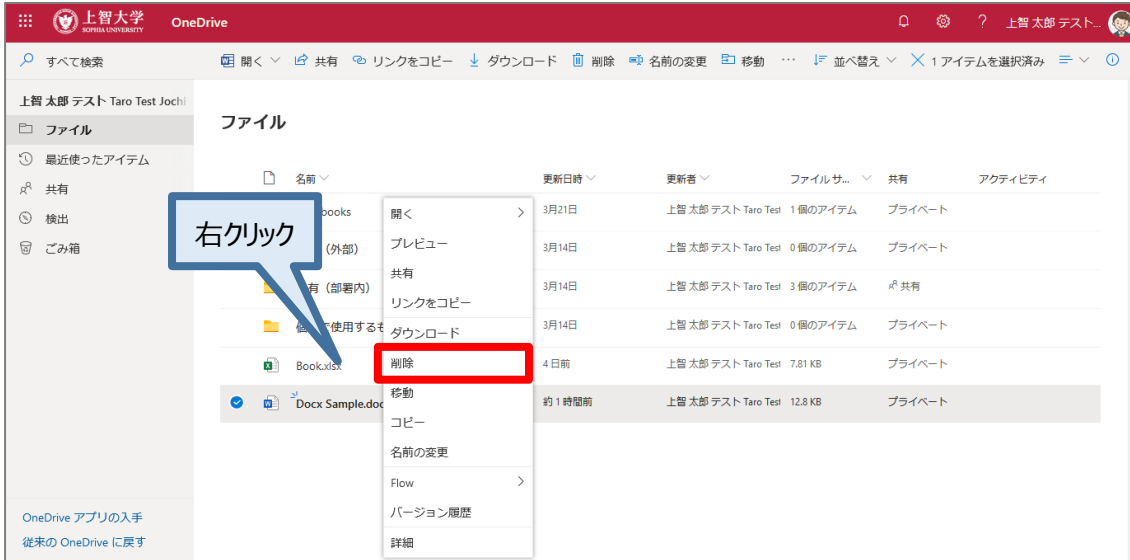 上智大学
SOPHIA UNIVERSITY
OneDrive
? 上智 太郎 テスト...
すべて検索
開く 共有 リンクをコピー ダウンロード 削除 名前の変更 移動 … 並べ替え 1 アイテムを選択済み
上智 太郎 テスト Taro Test Jochi
ファイル
最近使ったアイテム
共有
検出
ごみ箱
OneDrive アプリの入手
従来の OneDrive に戻す
ファイル
名前 更新日時 更新者 ファイル サ... 共有 アクティビティ
books 3月21日 上智 太郎 テスト Taro Test 1 個のアイテム プライベート
(外部) 3月14日 上智 太郎 テスト Taro Test 0 個のアイテム プライベート
有 (部署内) 3月14日 上智 太郎 テスト Taro Test 3 個のアイテム 共有
使用するも 3月14日 上智 太郎 テスト Taro Test 0 個のアイテム プライベート
Book.xlsx 4 日前 上智 太郎 テスト Taro Test 7.81 KB プライベート
Docx Sample.doc 約 1 時間前 上智 太郎 テスト Taro Test 12.8 KB プライベート
右クリック
開く
プレビュー
共有
リンクをコピー
ダウンロード
削除
移動
コピー
名前の変更
Flow
バージョン履歴
詳細